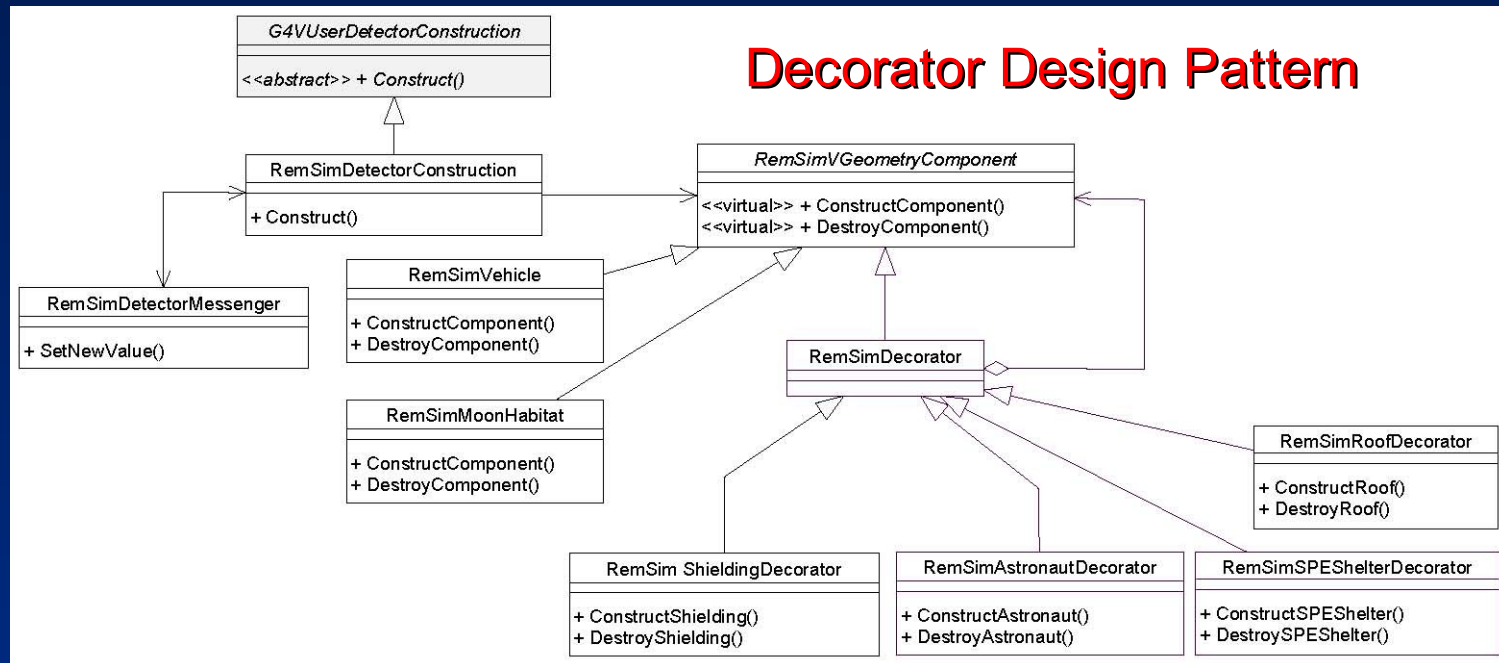 G4VUserDetectorConstruction
<<abstract>> + Construct()
Decorator Design Pattern
RemSimDetectorConstruction
+ Construct()
RemSimVGeometryComponent
<<virtual>> + ConstructComponent()
<<virtual>> + DestroyComponent()
RemSimDetectorMessenger
+ SetNewValue()
RemSimVehicle
+ ConstructComponent()
+ DestroyComponent()
RemSimDecorator
RemSimMoonHabitat
+ ConstructComponent()
+ DestroyComponent()
RemSimRoofDecorator
+ ConstructRoof()
+ DestroyRoof()
RemSim ShieldingDecorator
+ ConstructShielding()
+ DestroyShielding()
RemSimAstronautDecorator
+ ConstructAstronaut()
+ DestroyAstronaut()
RemSimSPEShelterDecorator
+ ConstructSPEShelter()
+ DestroySPEShelter()